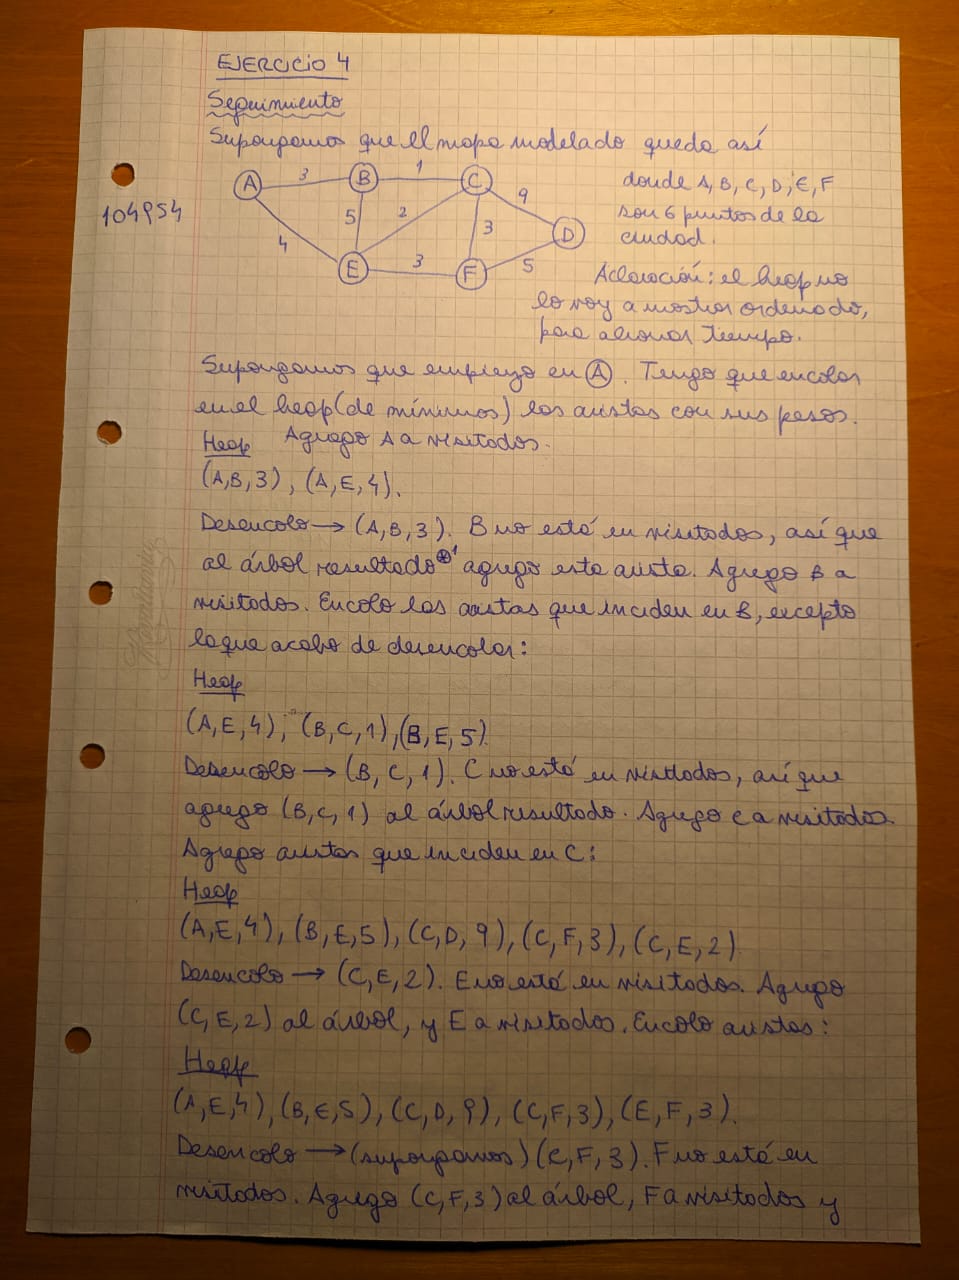 EJERCICIO 4
Seguimiento
Supongamos que el mapa modelado queda así
A 3 B 1 C 9 D
4 5 2 3 5
E 3 F
donde A, B, C, D, E, F
son 6 puntos de la
ciudad.
104954
Aclaración: el heap no
lo voy a mostrar ordenado,
para ahorrar tiempo.
Supongamos que empiezo en A. Tengo que encolar
en el heap (de mínimos) las aristas con sus pesos.
Heap Agrego A a visitados.
(A,B,3), (A,E,4).
Desencolo → (A,B,3). B no está en visitados, así que
al árbol resultado⊛¹ agrego esta arista. Agrego B a
visitados. Encolo las aristas que inciden en B, excepto
la que acabo de desencolar:
Heap
(A,E,4), (B,C,1), (B,E,5).
Desencolo → (B,C,1). C no está en visitados, así que
agrego (B,C,1) al árbol resultado. Agrego C a visitados.
Agrego aristas que inciden en C:
Heap
(A,E,4), (B,E,5), (C,D,9), (C,F,3), (C,E,2).
Desencolo → (C,E,2). E no está en visitados. Agrego
(C,E,2) al árbol, y E a visitados. Encolo aristas:
Heap
(A,E,4), (B,E,5), (C,D,9), (C,F,3), (E,F,3).
Desencolo → (supongamos) (C,F,3). F no está en
visitados. Agrego (C,F,3) al árbol, F a visitados y